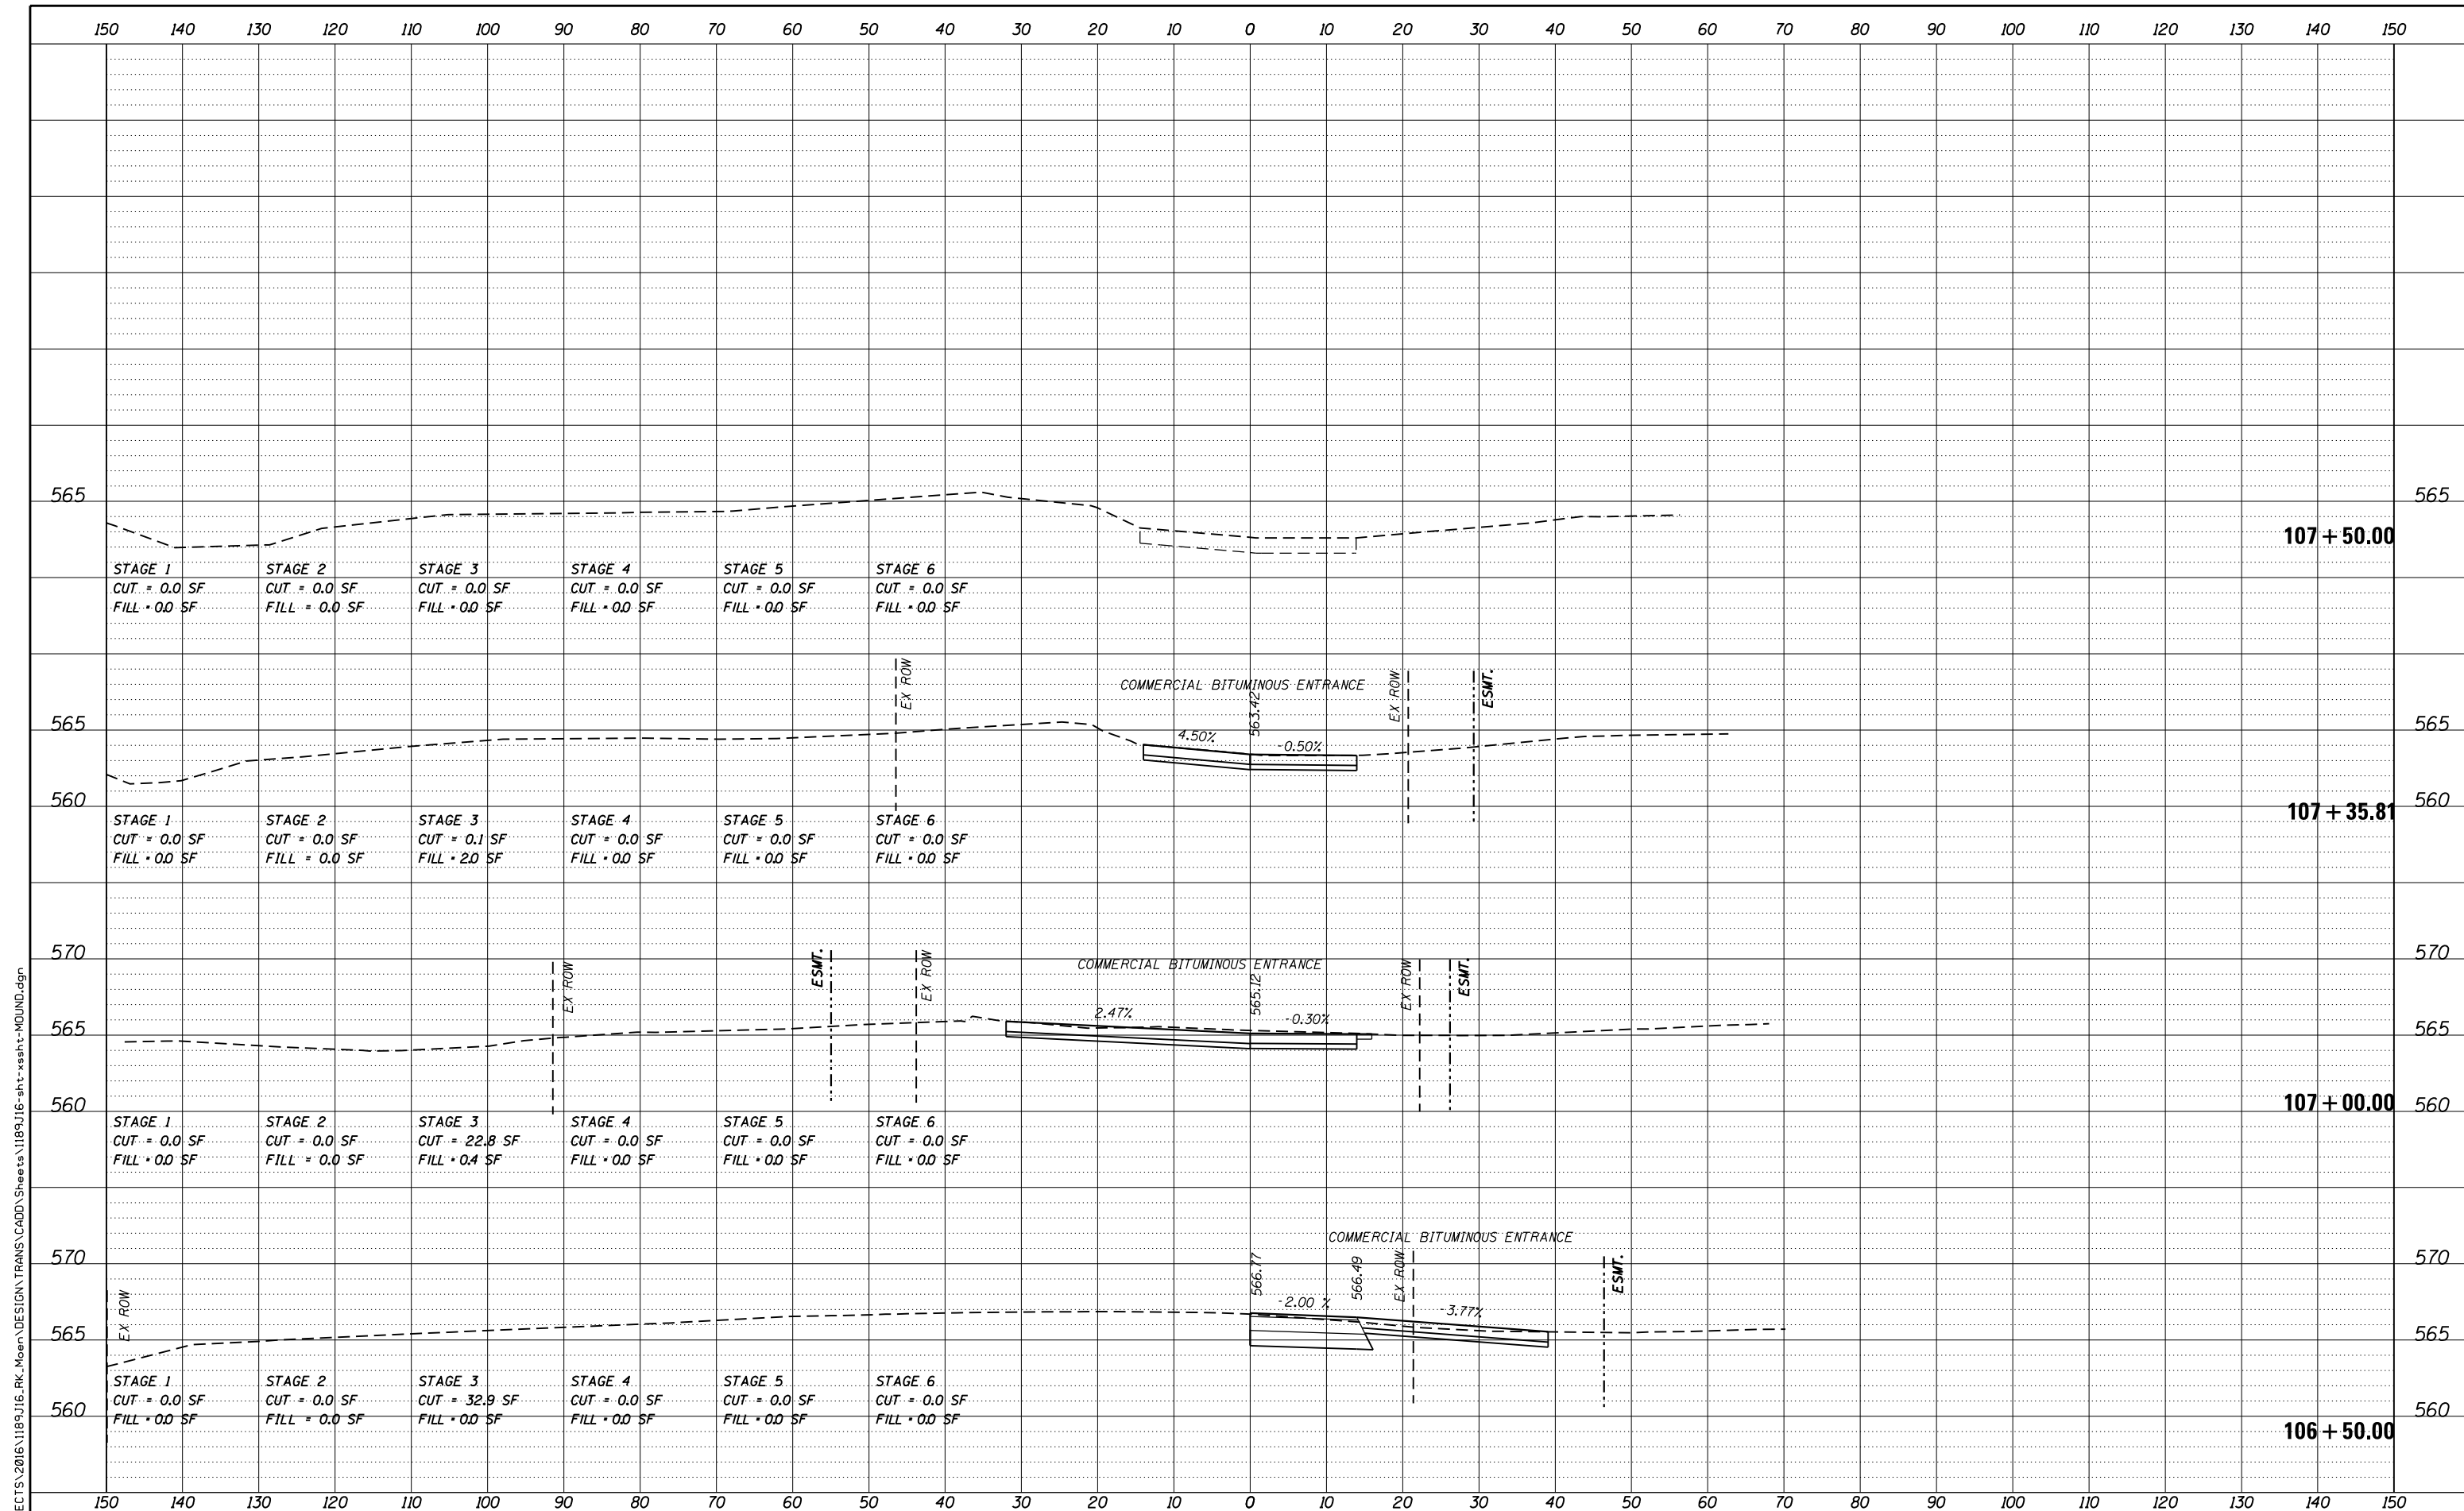 150 140 130 120 110 100 90 80 70 60 50 40 30 20 10 0 10 20 30 40 50 60 70 80 90 100 110 120 130 140 150
565 565
107+50.00
STAGE 1 STAGE 2 STAGE 3 STAGE 4 STAGE 5 STAGE 6
CUT = 0.0 SF CUT = 0.0 SF CUT = 0.0 SF CUT = 0.0 SF CUT = 0.0 SF CUT = 0.0 SF
FILL = 0.0 SF FILL = 0.0 SF FILL = 0.0 SF FILL = 0.0 SF FILL = 0.0 SF FILL = 0.0 SF
EX ROW
COMMERCIAL BITUMINOUS ENTRANCE
563.42
EX ROW
ESMT.
565 565
4.50% -0.50%
560 560
107+35.81
STAGE 1 STAGE 2 STAGE 3 STAGE 4 STAGE 5 STAGE 6
CUT = 0.0 SF CUT = 0.0 SF CUT = 0.1 SF CUT = 0.0 SF CUT = 0.0 SF CUT = 0.0 SF
FILL = 0.0 SF FILL = 0.0 SF FILL = 2.0 SF FILL = 0.0 SF FILL = 0.0 SF FILL = 0.0 SF
570 570
EX ROW
ESMT.
EX ROW
COMMERCIAL BITUMINOUS ENTRANCE
565.12
EX ROW
ESMT.
2.47% -0.30%
565 565
560 560
107+00.00
STAGE 1 STAGE 2 STAGE 3 STAGE 4 STAGE 5 STAGE 6
CUT = 0.0 SF CUT = 0.0 SF CUT = 22.8 SF CUT = 0.0 SF CUT = 0.0 SF CUT = 0.0 SF
FILL = 0.0 SF FILL = 0.0 SF FILL = 0.4 SF FILL = 0.0 SF FILL = 0.0 SF FILL = 0.0 SF
COMMERCIAL BITUMINOUS ENTRANCE
570 570
EX ROW
566.77
566.49
EX ROW
ESMT.
-2.00 % -3.77%
565 565
STAGE 1 STAGE 2 STAGE 3 STAGE 4 STAGE 5 STAGE 6
CUT = 0.0 SF CUT = 0.0 SF CUT = 32.9 SF CUT = 0.0 SF CUT = 0.0 SF CUT = 0.0 SF
FILL = 0.0 SF FILL = 0.0 SF FILL = 0.0 SF FILL = 0.0 SF FILL = 0.0 SF FILL = 0.0 SF
560 560
106+50.00
150 140 130 120 110 100 90 80 70 60 50 40 30 20 10 0 10 20 30 40 50 60 70 80 90 100 110 120 130 140 150
ECTS\2016\1189J16_RK_Moen\DESIGN\TRANS\CADD\Sheets\1189J16-sht-xssht-MOUND.dgn